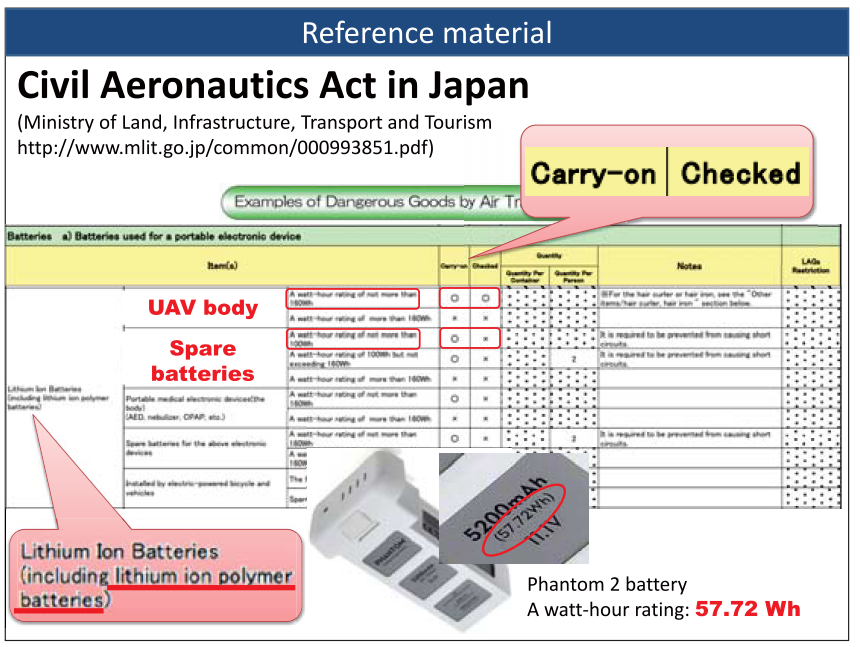 Reference material
Civil Aeronautics Act in Japan
(Ministry of Land, Infrastructure, Transport and Tourism
http://www.mlit.go.jp/common/000993851.pdf)
Carry-on | Checked
Examples of Dangerous Goods by Air Tr
Batteries a) Batteries used for a portable electronic device
Item(s)
Carry-on
Checked
Quantity
Quantity Per Container
Quantity Per Person
Notes
LAGs Restriction
UAV body
A watt-hour rating of not more than 160Wh
○ ○
※For the hair curler or hair iron, see the "Other items/hair curler, hair iron" section below.
A watt-hour rating of more than 160Wh
× ×
Spare
batteries
A watt-hour rating of not more than 100Wh
○ ×
It is required to be prevented from causing short circuits.
A watt-hour rating of 100Wh but not exceeding 160Wh
○ × 2
It is required to be prevented from causing short circuits.
A watt-hour rating of more than 160Wh
× ×
Lithium Ion Batteries
(including lithium ion polymer
batteries)
Portable medical electronic devices(the body)
(AED, nebulizer, CPAP, etc.)
A watt-hour rating of not more than 160Wh
○ ×
A watt-hour rating of more than 160Wh
× ×
Spare batteries for the above electronic devices
A watt-hour rating of not more than 160Wh
○ × 2
It is required to be prevented from causing short circuits.
A wa
160W
Installed by electric-powered bicycle and vehicles
The
Spar
Lithium Ion Batteries
(including lithium ion polymer
batteries)
PHANTOM
5200mAh
(57.72Wh)
11.1V
Phantom 2 battery
A watt-hour rating: 57.72 Wh